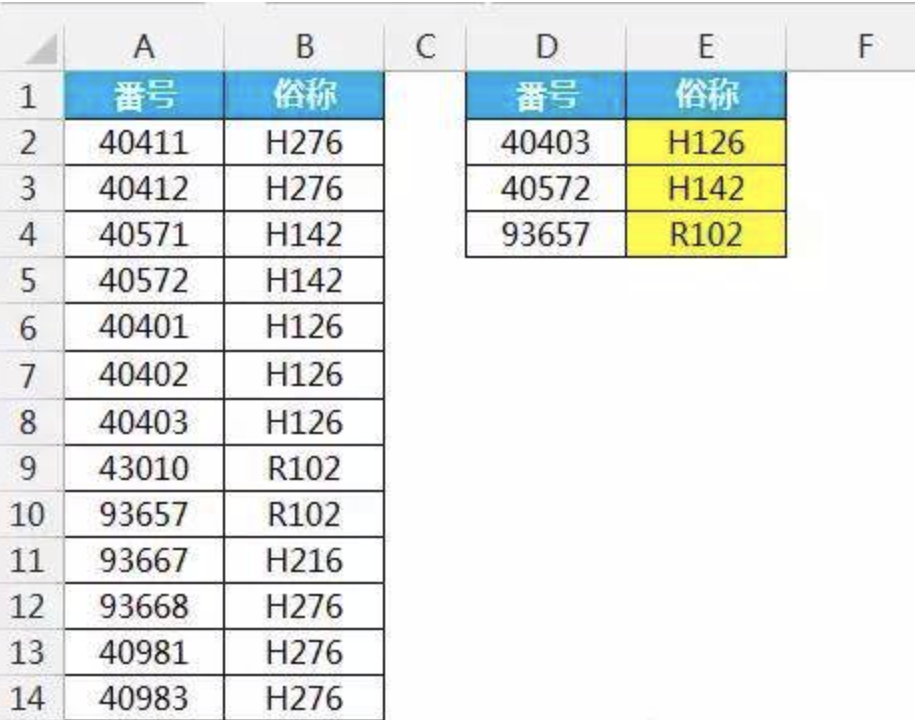 A B C D E F
1 番号 俗称 番号 俗称
2 40411 H276 40403 H126
3 40412 H276 40572 H142
4 40571 H142 93657 R102
5 40572 H142
6 40401 H126
7 40402 H126
8 40403 H126
9 43010 R102
10 93657 R102
11 93667 H216
12 93668 H276
13 40981 H276
14 40983 H276